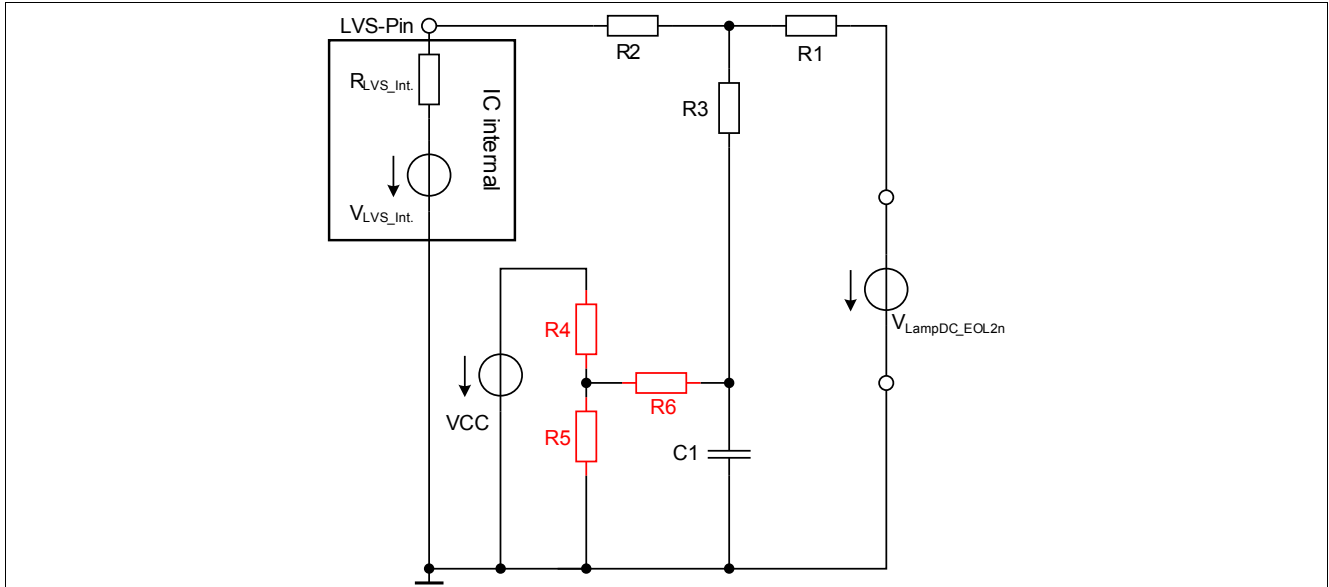 LVS-Pin
R2
R1
RLVS_Int.
IC internal
R3
VLVS_Int.
R4
VLampDC_EOL2n
R6
VCC
R5
C1